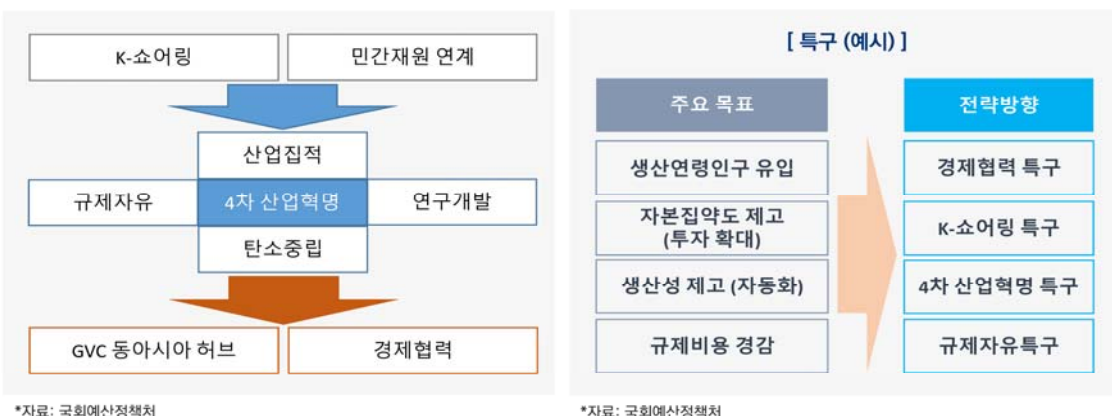 K-쇼어링
민간재원 연계
산업집적
규제자유
4차 산업혁명
연구개발
탄소중립
GVC 동아시아 허브
경제협력
*자료: 국회예산정책처
[ 특구 (예시) ]
주요 목표
전략방향
생산연령인구 유입
경제협력 특구
자본집약도 제고
(투자 확대)
K-쇼어링 특구
생산성 제고 (자동화)
4차 산업혁명 특구
규제비용 경감
규제자유특구
*자료: 국회예산정책처